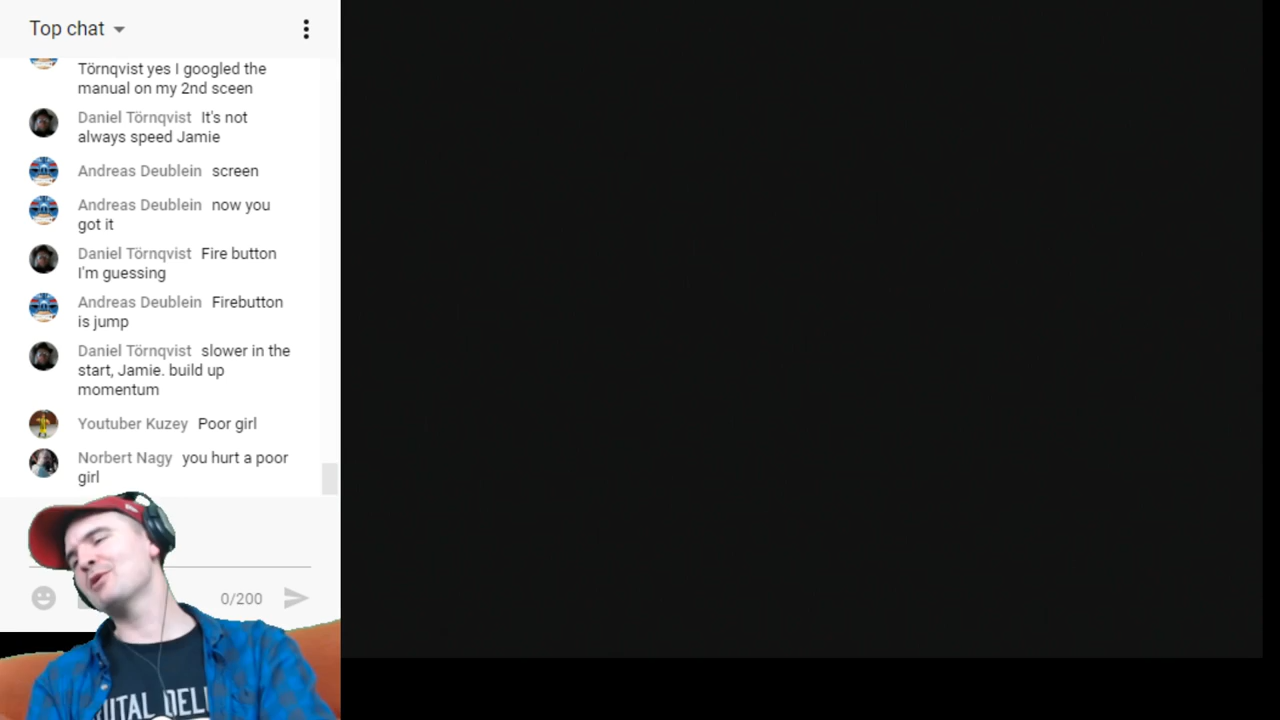 Top chat
Törnqvist yes I googled the
manual on my 2nd sceen
Daniel Törnqvist It's not
always speed Jamie
Andreas Deublein screen
Andreas Deublein now you
got it
Daniel Törnqvist Fire button
I'm guessing
Andreas Deublein Firebutton
is jump
Daniel Törnqvist slower in the
start, Jamie. build up
momentum
Youtuber Kuzey Poor girl
Norbert Nagy you hurt a poor
girl
0/200